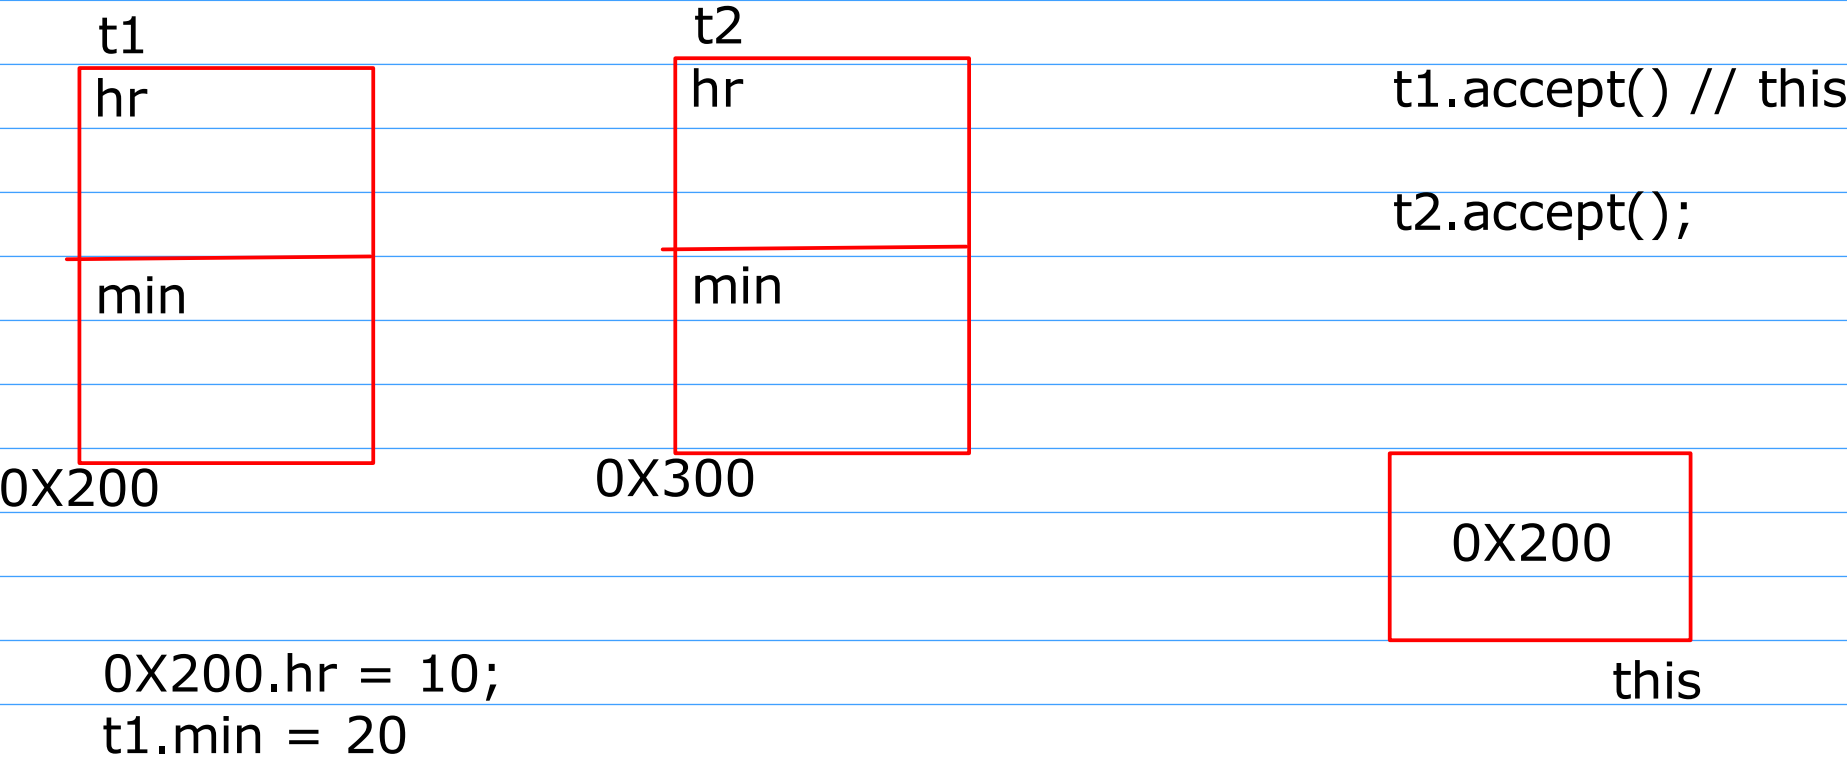 t1
hr
min
0X200
t2
hr
min
0X300
t1.accept() // this
t2.accept();
0X200
this
0X200.hr = 10;
t1.min = 20